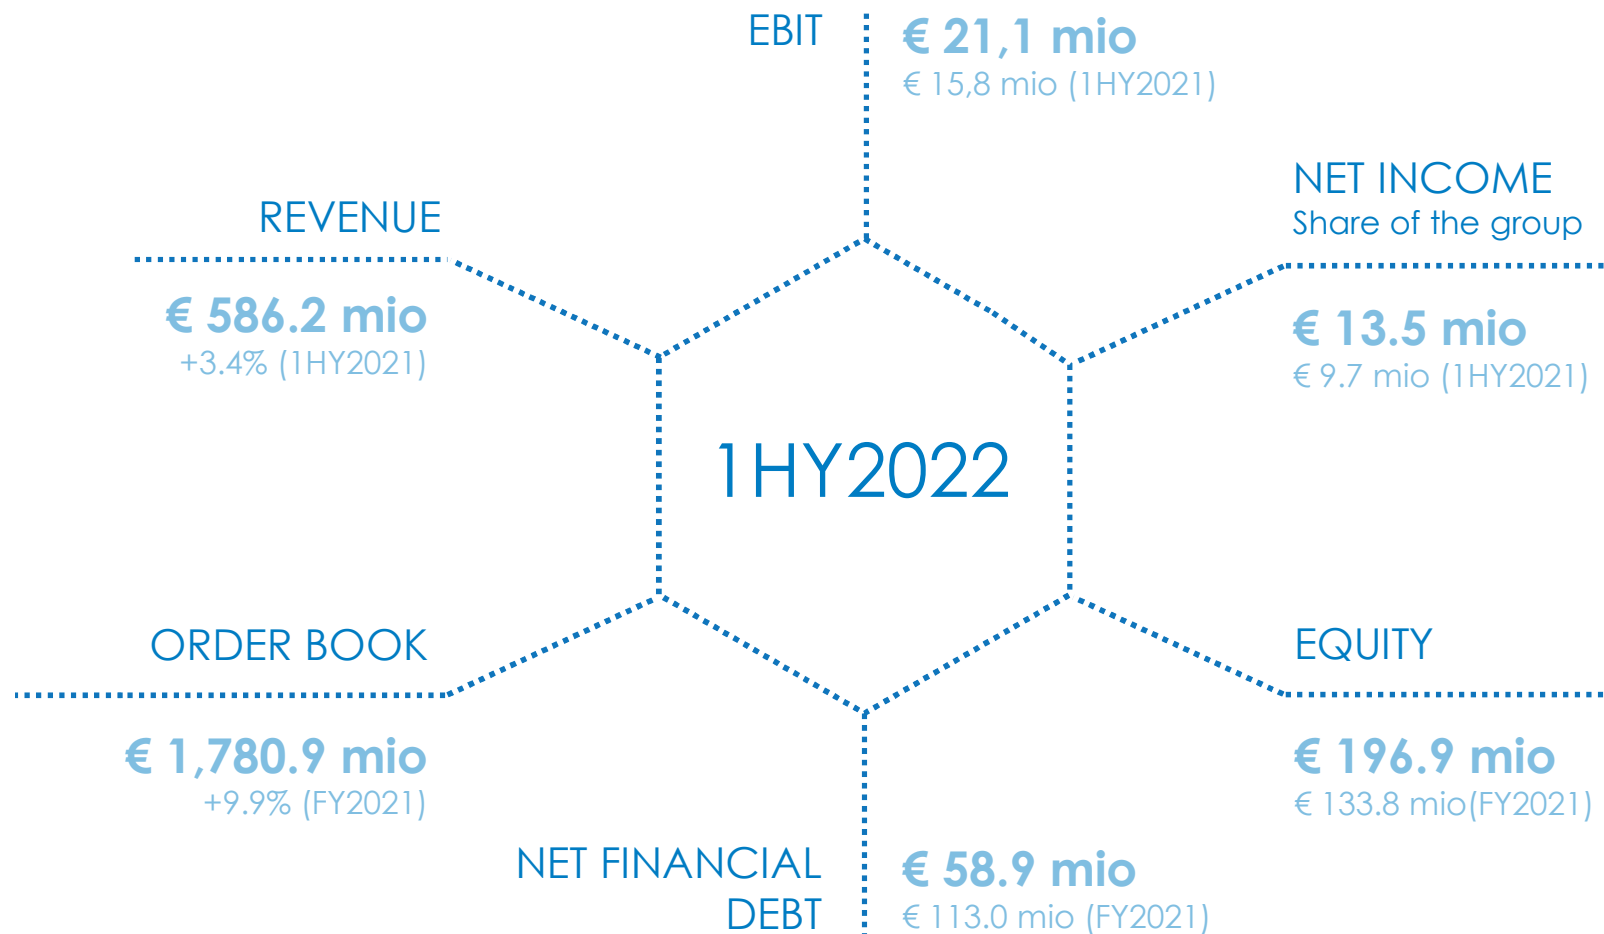 EBIT
€ 21,1 mio
€ 15,8 mio (1HY2021)
NET INCOME
Share of the group
€ 13.5 mio
€ 9.7 mio (1HY2021)
REVENUE
€ 586.2 mio
+3.4% (1HY2021)
1HY2022
ORDER BOOK
€ 1,780.9 mio
+9.9% (FY2021)
EQUITY
€ 196.9 mio
€ 133.8 mio(FY2021)
NET FINANCIAL
DEBT
€ 58.9 mio
€ 113.0 mio (FY2021)